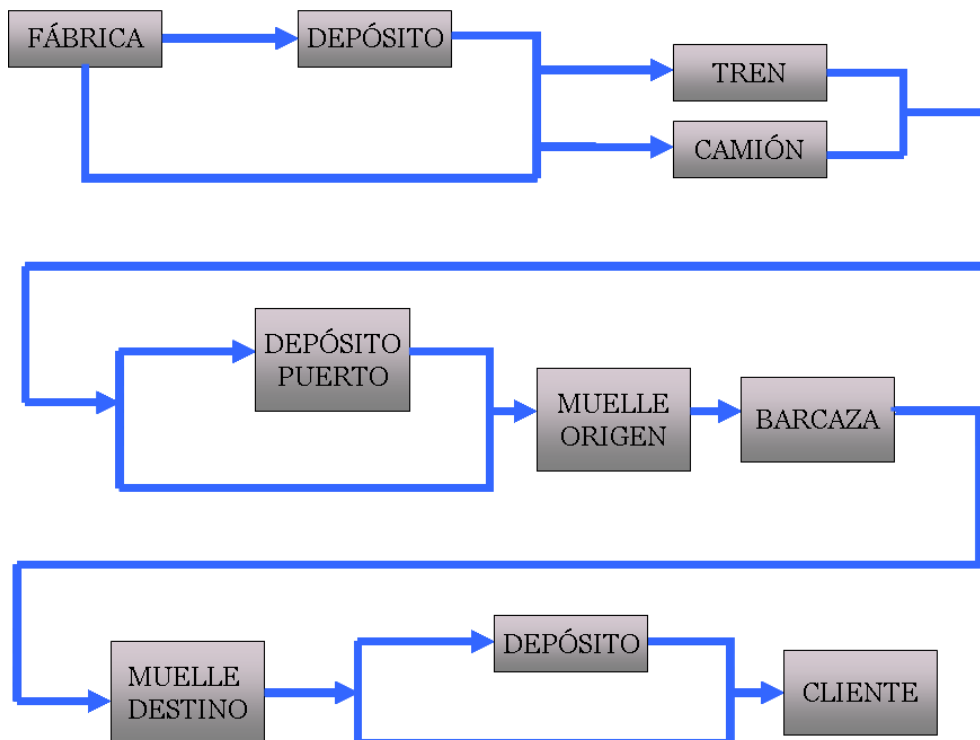 FÁBRICA
DEPÓSITO
TREN
CAMIÓN
DEPÓSITO
PUERTO
MUELLE
ORIGEN
BARCAZA
MUELLE
DESTINO
DEPÓSITO
CLIENTE